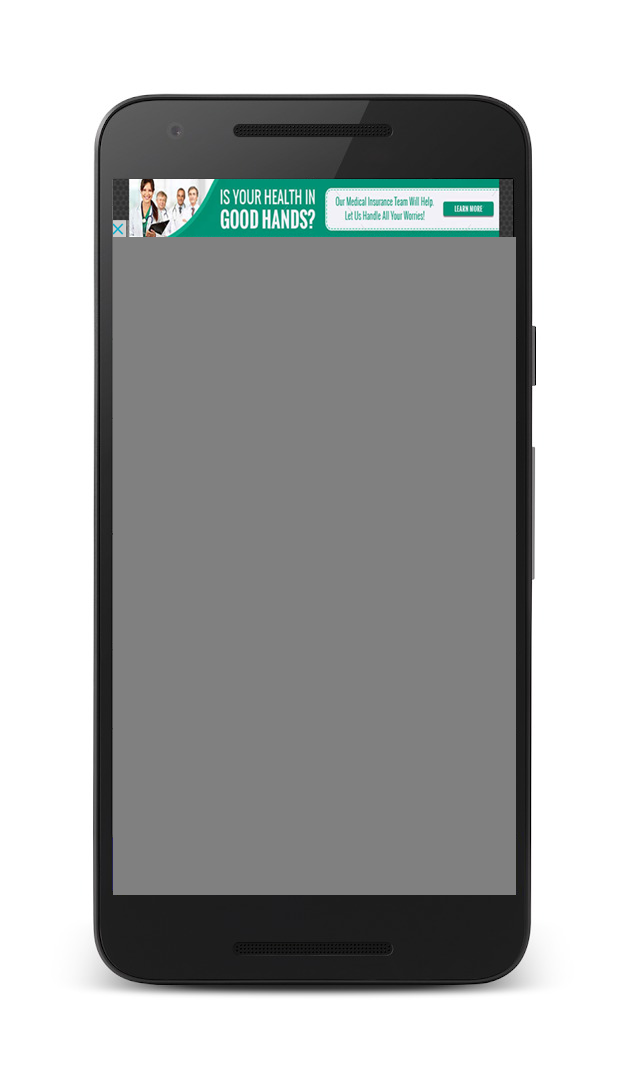 IS YOUR HEALTH IN
GOOD HANDS?
Our Medical Insurance Team Will Help.
Let Us Handle All Your Worries!
LEARN MORE